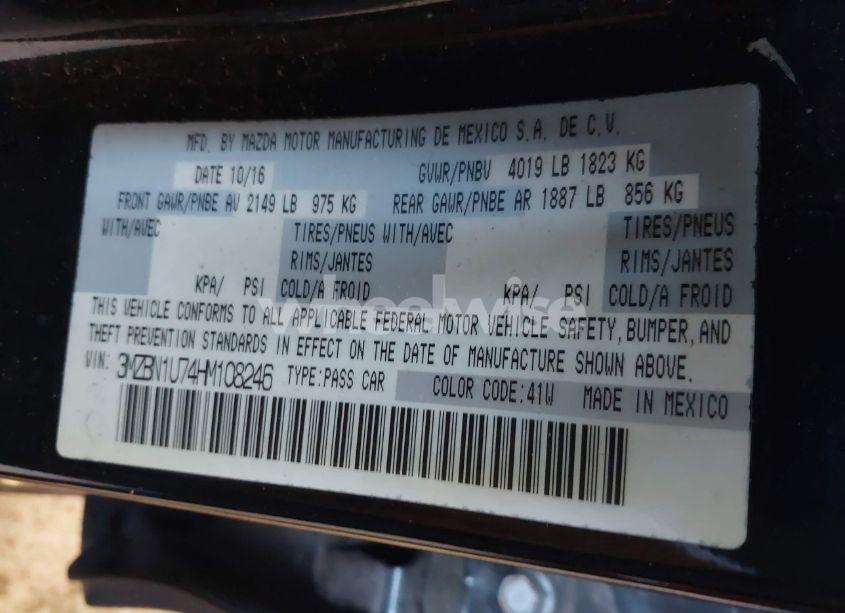 MFD. BY MAZDA MOTOR MANUFACTURING DE MEXICO S.A. DE C.V.
DATE 10/16 GVWR/PNBV 4019 LB 1823 KG
FRONT GAWR/PNBE AV 2149 LB 975 KG REAR GAWR/PNBE AR 1887 LB 856 KG
WITH/AVEC TIRES/PNEUS WITH/AVEC TIRES/PNEUS
RIMS/JANTES RIMS/JANTES
KPA/ PSI COLD/A FROID KPA/ PSI COLD/A FROID
wheelwise
THIS VEHICLE CONFORMS TO ALL APPLICABLE FEDERAL MOTOR VEHICLE SAFETY, BUMPER, AND
THEFT PREVENTION STANDARDS IN EFFECT ON THE DATE OF MANUFACTURE SHOWN ABOVE.
VIN: 3MZBN1U74HM108246 TYPE:PASS CAR COLOR CODE:41W MADE IN MEXICO